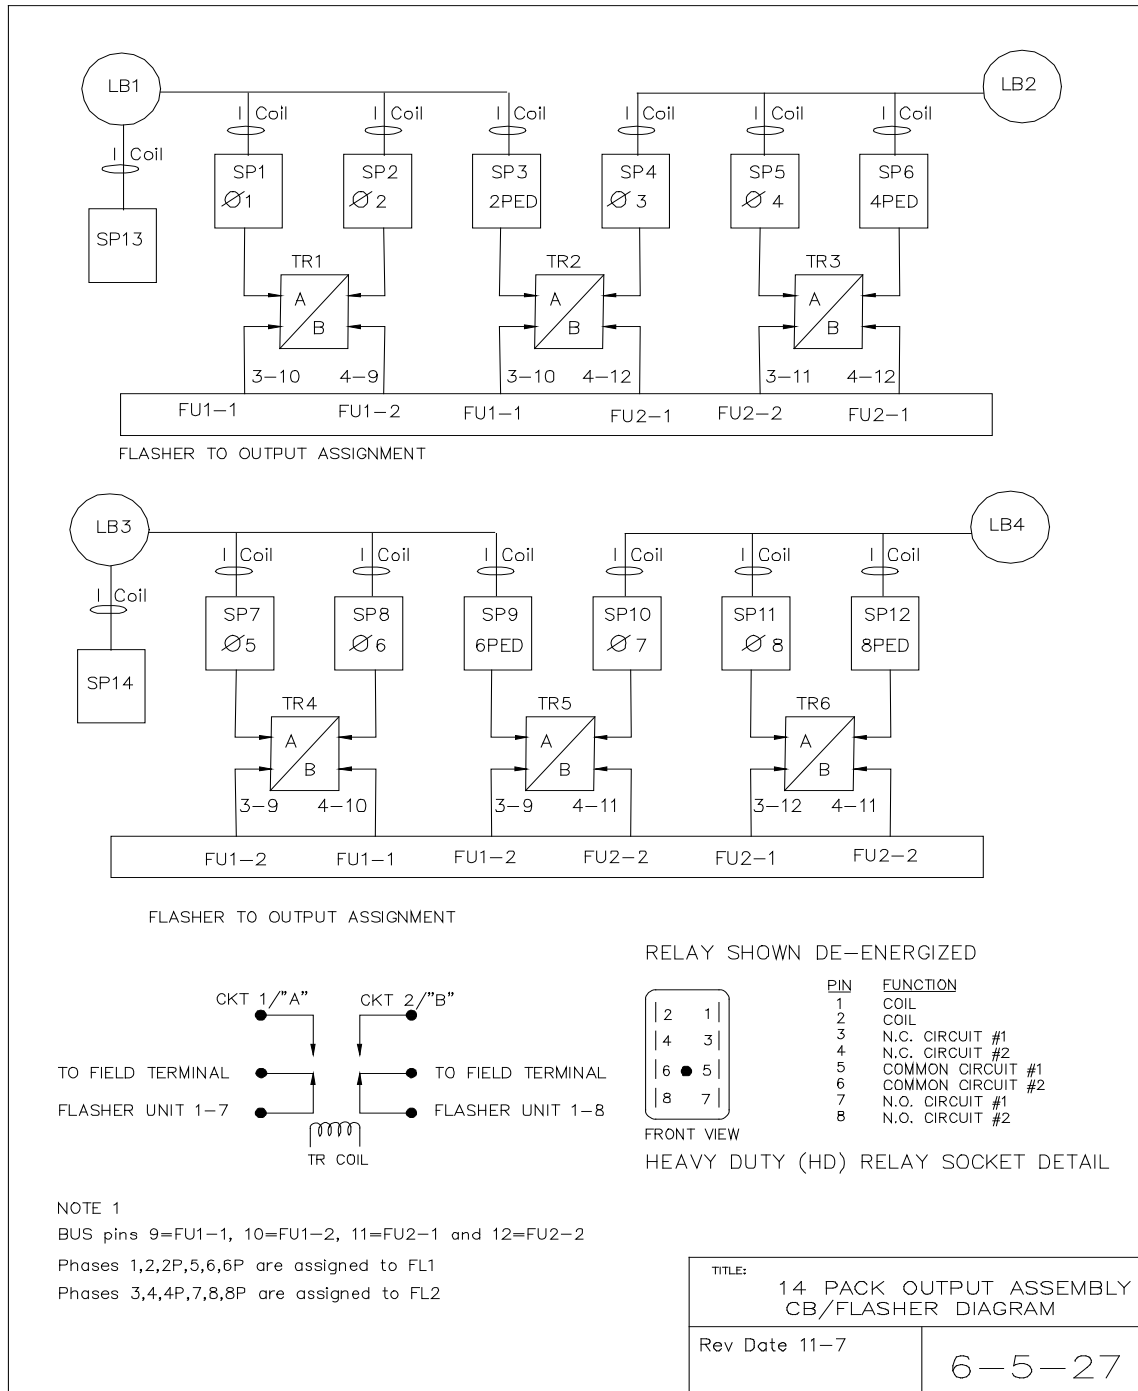 LB1
LB2
I Coil
I Coil
I Coil
I Coil
I Coil
I Coil
I Coil
SP1
Ø1
SP2
Ø2
SP3
2PED
SP4
Ø3
SP5
Ø4
SP6
4PED
SP13
TR1
TR2
TR3
A
B
A
B
A
B
3-10
4-9
3-10
4-12
3-11
4-12
FU1-1
FU1-2
FU1-1
FU2-1
FU2-2
FU2-1
FLASHER TO OUTPUT ASSIGNMENT
LB3
LB4
I Coil
I Coil
I Coil
I Coil
I Coil
I Coil
I Coil
SP7
Ø5
SP8
Ø6
SP9
6PED
SP10
Ø7
SP11
Ø8
SP12
8PED
SP14
TR4
TR5
TR6
A
B
A
B
A
B
3-9
4-10
3-9
4-11
3-12
4-11
FU1-2
FU1-1
FU1-2
FU2-2
FU2-1
FU2-2
FLASHER TO OUTPUT ASSIGNMENT
CKT 1/"A"
CKT 2/"B"
TO FIELD TERMINAL
TO FIELD TERMINAL
FLASHER UNIT 1-7
FLASHER UNIT 1-8
TR COIL
RELAY SHOWN DE-ENERGIZED
2 1
4 3
6 5
8 7
FRONT VIEW
PIN FUNCTION
1 COIL
2 COIL
3 N.C. CIRCUIT #1
4 N.C. CIRCUIT #2
5 COMMON CIRCUIT #1
6 COMMON CIRCUIT #2
7 N.O. CIRCUIT #1
8 N.O. CIRCUIT #2
HEAVY DUTY (HD) RELAY SOCKET DETAIL
NOTE 1
BUS pins 9=FU1-1, 10=FU1-2, 11=FU2-1 and 12=FU2-2
Phases 1,2,2P,5,6,6P are assigned to FL1
Phases 3,4,4P,7,8,8P are assigned to FL2
TITLE:
14 PACK OUTPUT ASSEMBLY
CB/FLASHER DIAGRAM
Rev Date 11-7
6-5-27